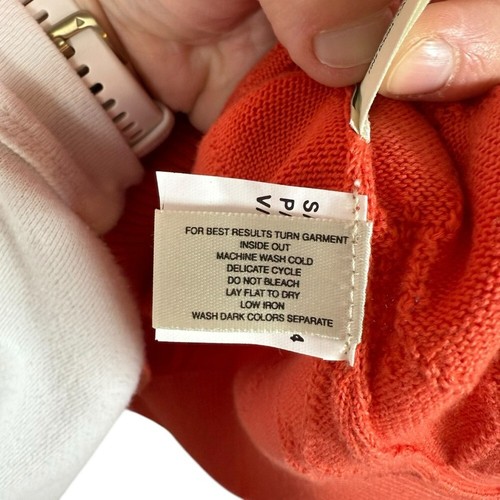 FOR BEST RESULTS TURN GARMENT
INSIDE OUT
MACHINE WASH COLD
DELICATE CYCLE
DO NOT BLEACH
LAY FLAT TO DRY
LOW IRON
WASH DARK COLORS SEPARATE
4